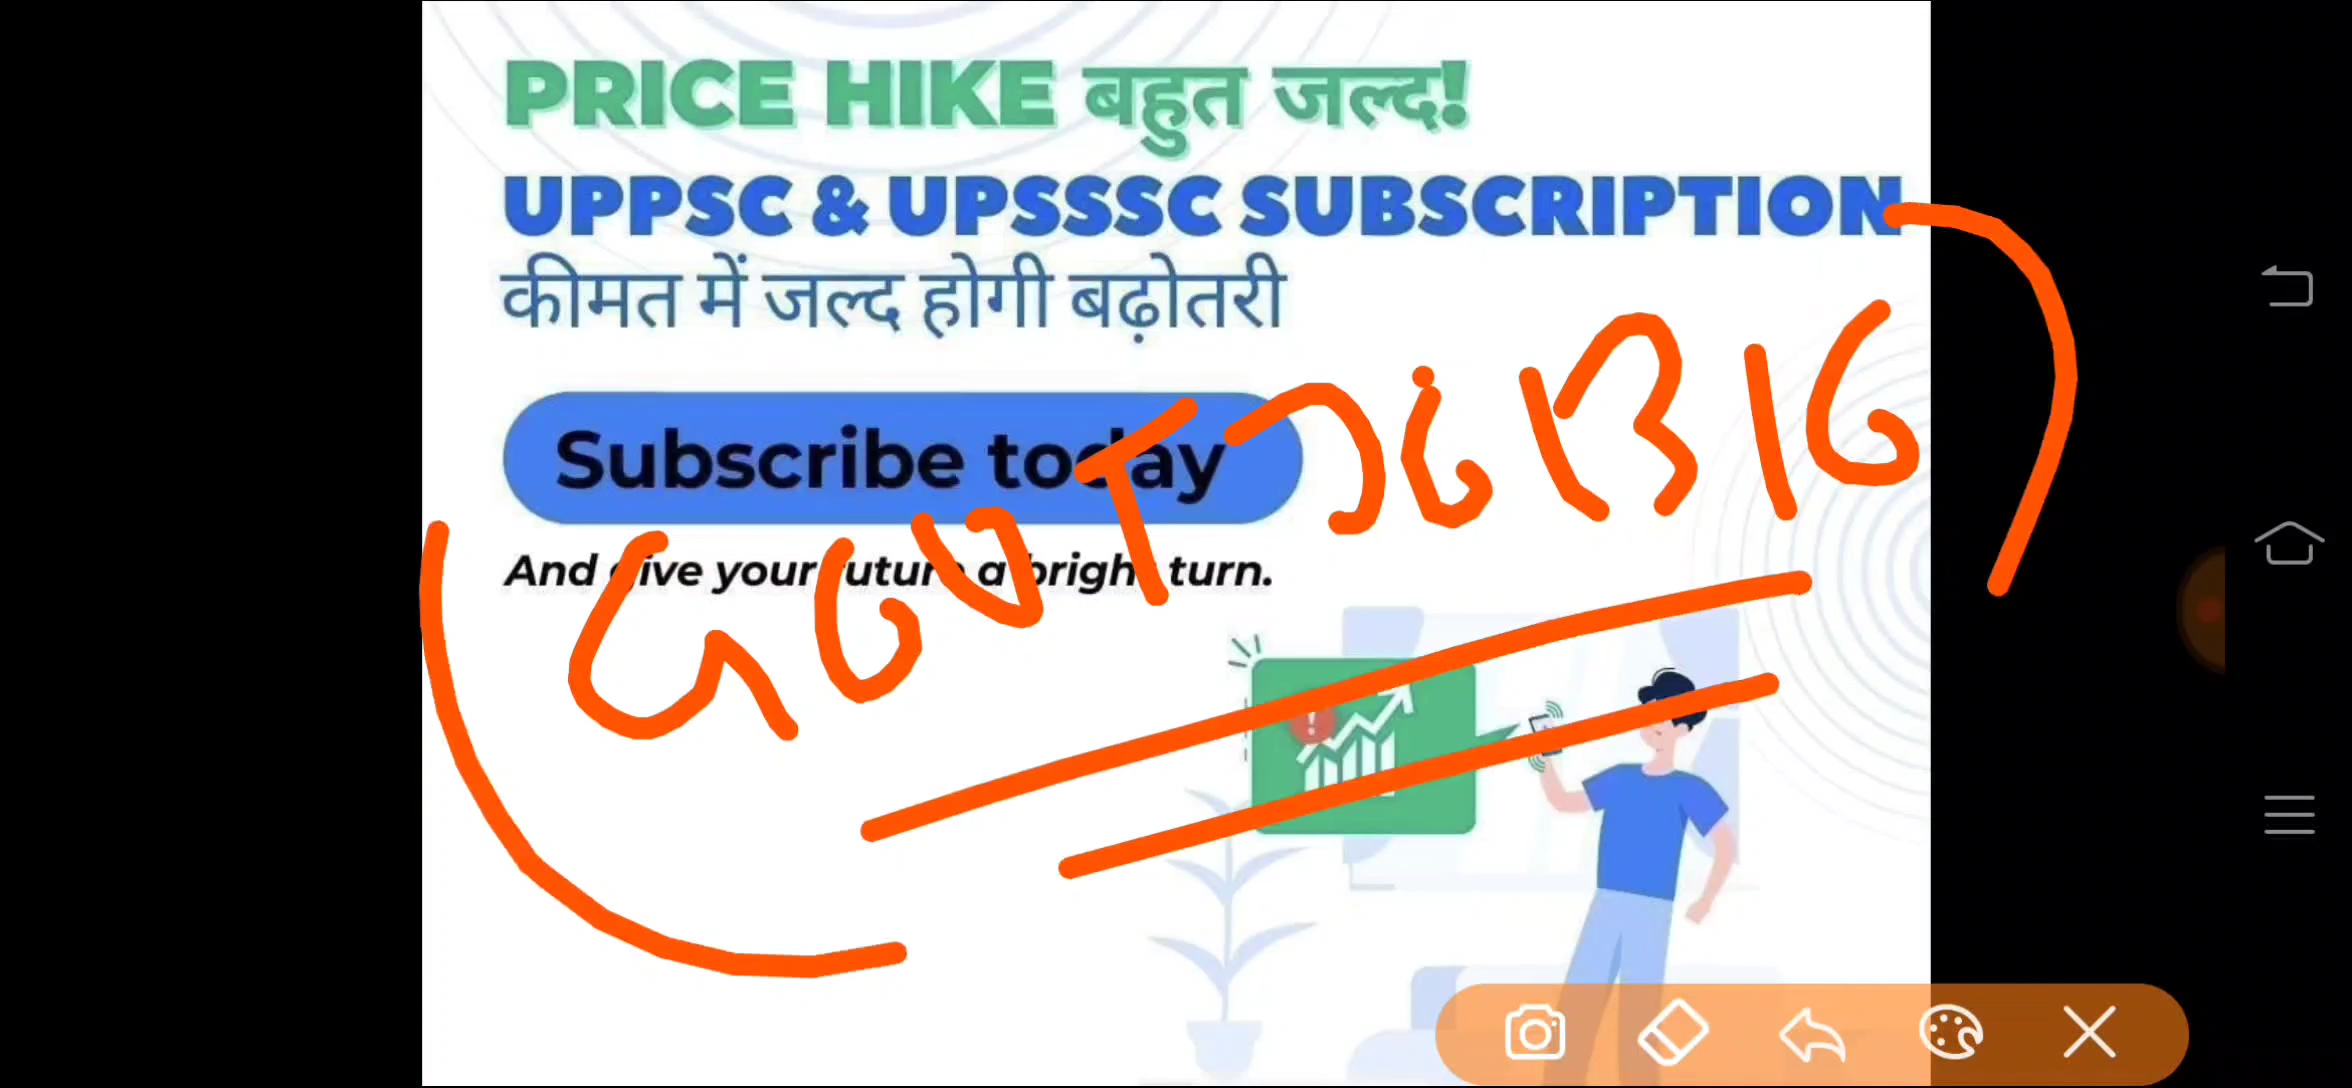 PRICE HIKE बहुत जल्द!
UPPSC & UPSSSC SUBSCRIPTION
कीमत में जल्द होगी बढ़ोतरी
Subscribe today
And give your future a bright turn.
GOVT